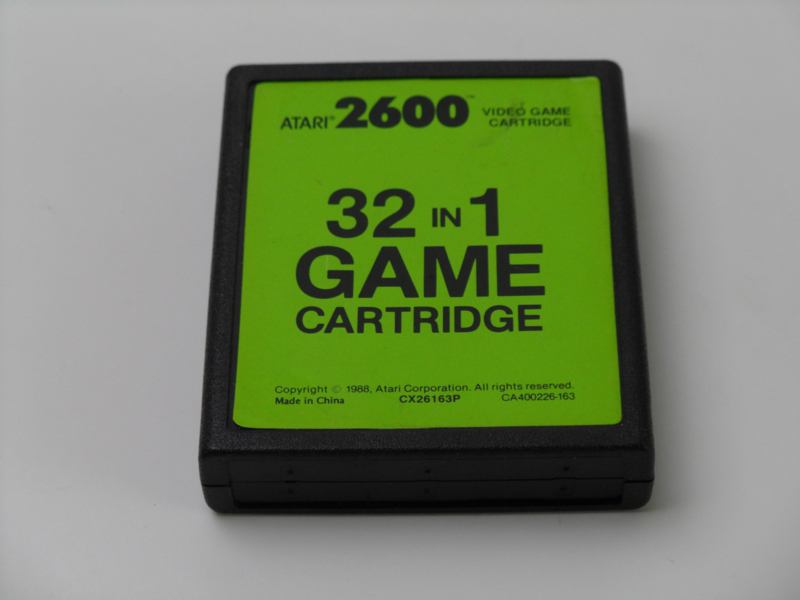 ATARI® 2600™ VIDEO GAME
CARTRIDGE
32 IN 1
GAME
CARTRIDGE
Copyright © 1988, Atari Corporation. All rights reserved.
Made in China CX26163P CA400226-163